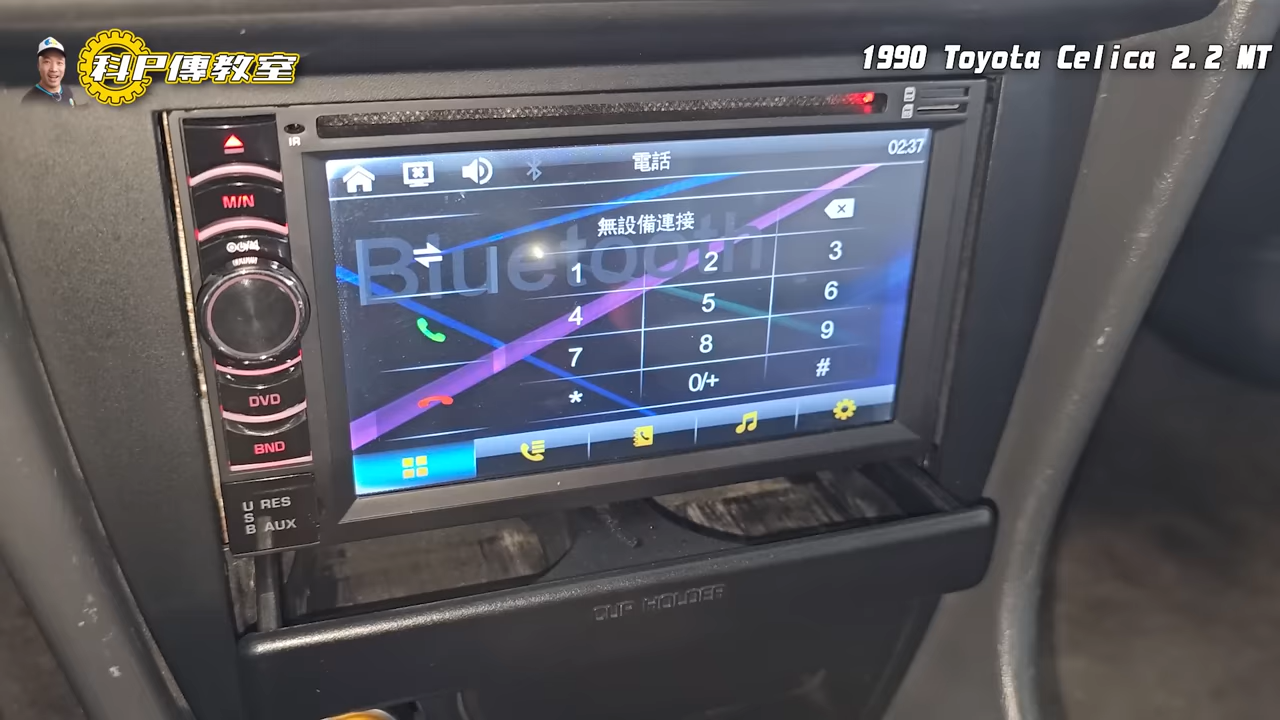 科P傳教室
1990 Toyota Celica 2.2 MT
IR
M/N
DVD
BND
U RES
S
B AUX
電話
02:37
無設備連接
Bluetooth
1 2 3
4 5 6
7 8 9
* 0/+ #
CUP HOLDER